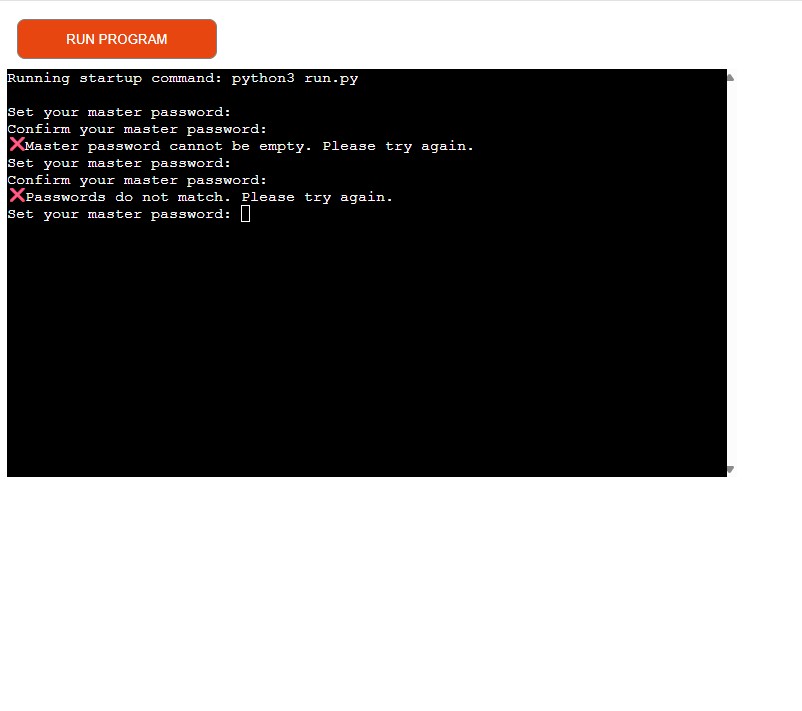 RUN PROGRAM
Running startup command: python3 run.py
Set your master password:
Confirm your master password:
❌Master password cannot be empty. Please try again.
Set your master password:
Confirm your master password:
❌Passwords do not match. Please try again.
Set your master password: